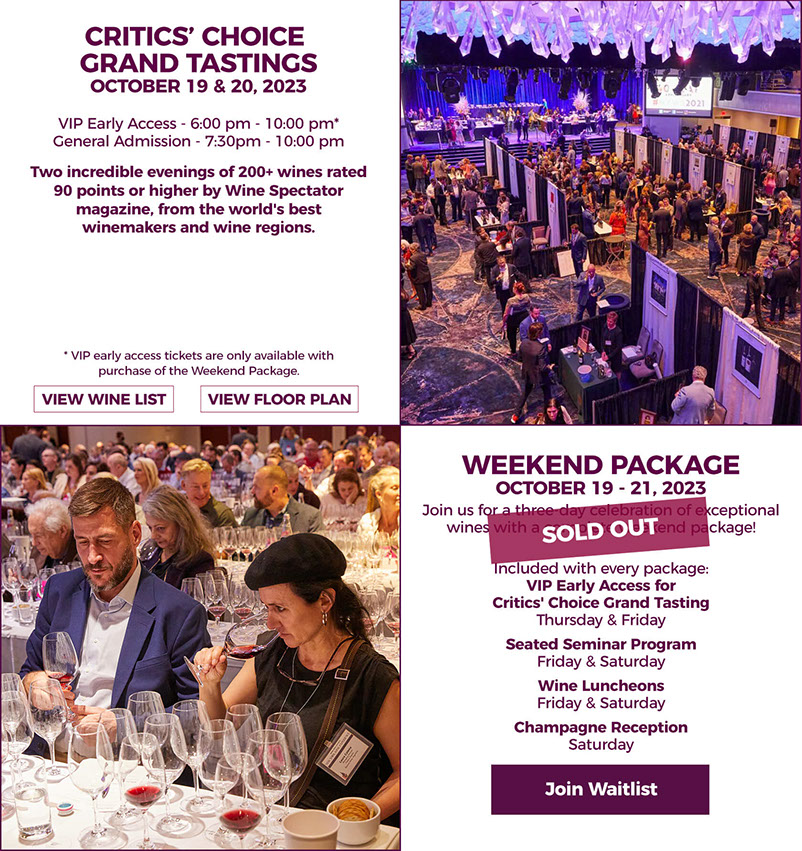 CRITICS’ CHOICE
GRAND TASTINGS
OCTOBER 19 & 20, 2023
VIP Early Access - 6:00 pm - 10:00 pm*
General Admission - 7:30pm - 10:00 pm
Two incredible evenings of 200+ wines rated
90 points or higher by Wine Spectator
magazine, from the world's best
winemakers and wine regions.
* VIP early access tickets are only available with
purchase of the Weekend Package.
VIEW WINE LIST
VIEW FLOOR PLAN
2021
WEEKEND PACKAGE
OCTOBER 19 - 21, 2023
Join us for a three-day celebration of exceptional
wines with a end package!
SOLD OUT
Included with every package:
VIP Early Access for
Critics' Choice Grand Tasting
Thursday & Friday
Seated Seminar Program
Friday & Saturday
Wine Luncheons
Friday & Saturday
Champagne Reception
Saturday
Join Waitlist